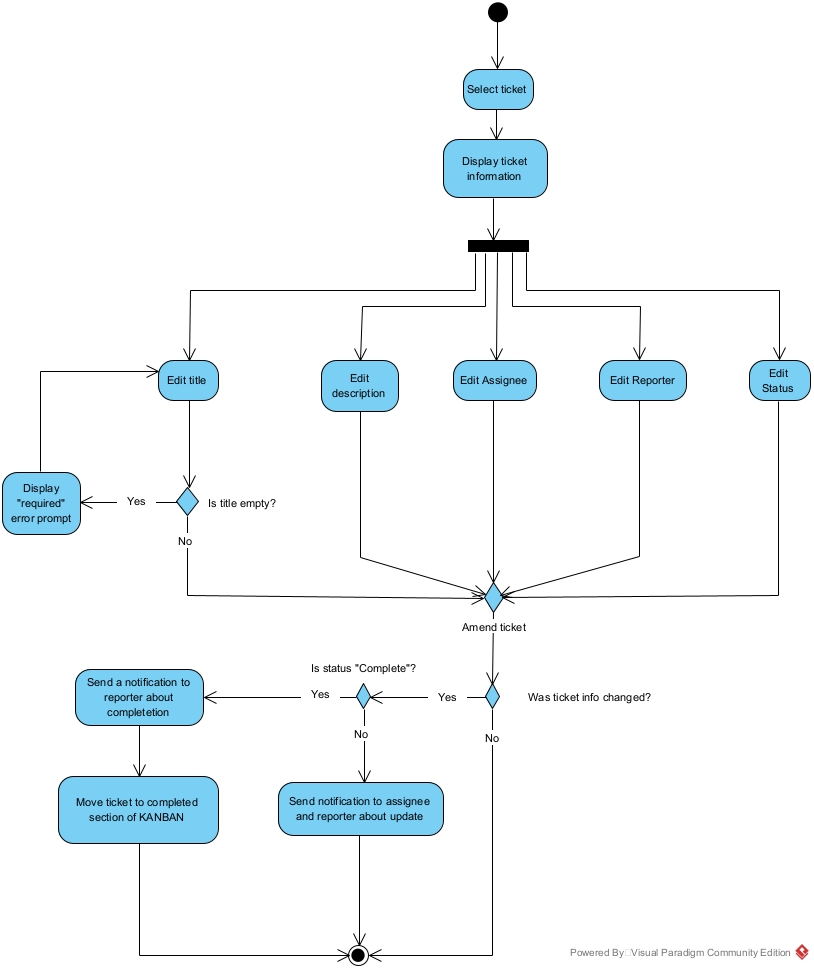 Select ticket
Display ticket
information
Edit title
Edit
description
Edit Assignee
Edit Reporter
Edit
Status
Display
"required"
error prompt
Yes
Is title empty?
No
Amend ticket
Is status "Complete"?
Send a notification to
reporter about
completetion
Yes
Yes
Was ticket info changed?
No
No
Move ticket to completed
section of KANBAN
Send notification to assignee
and reporter about update
Powered By Visual Paradigm Community Edition